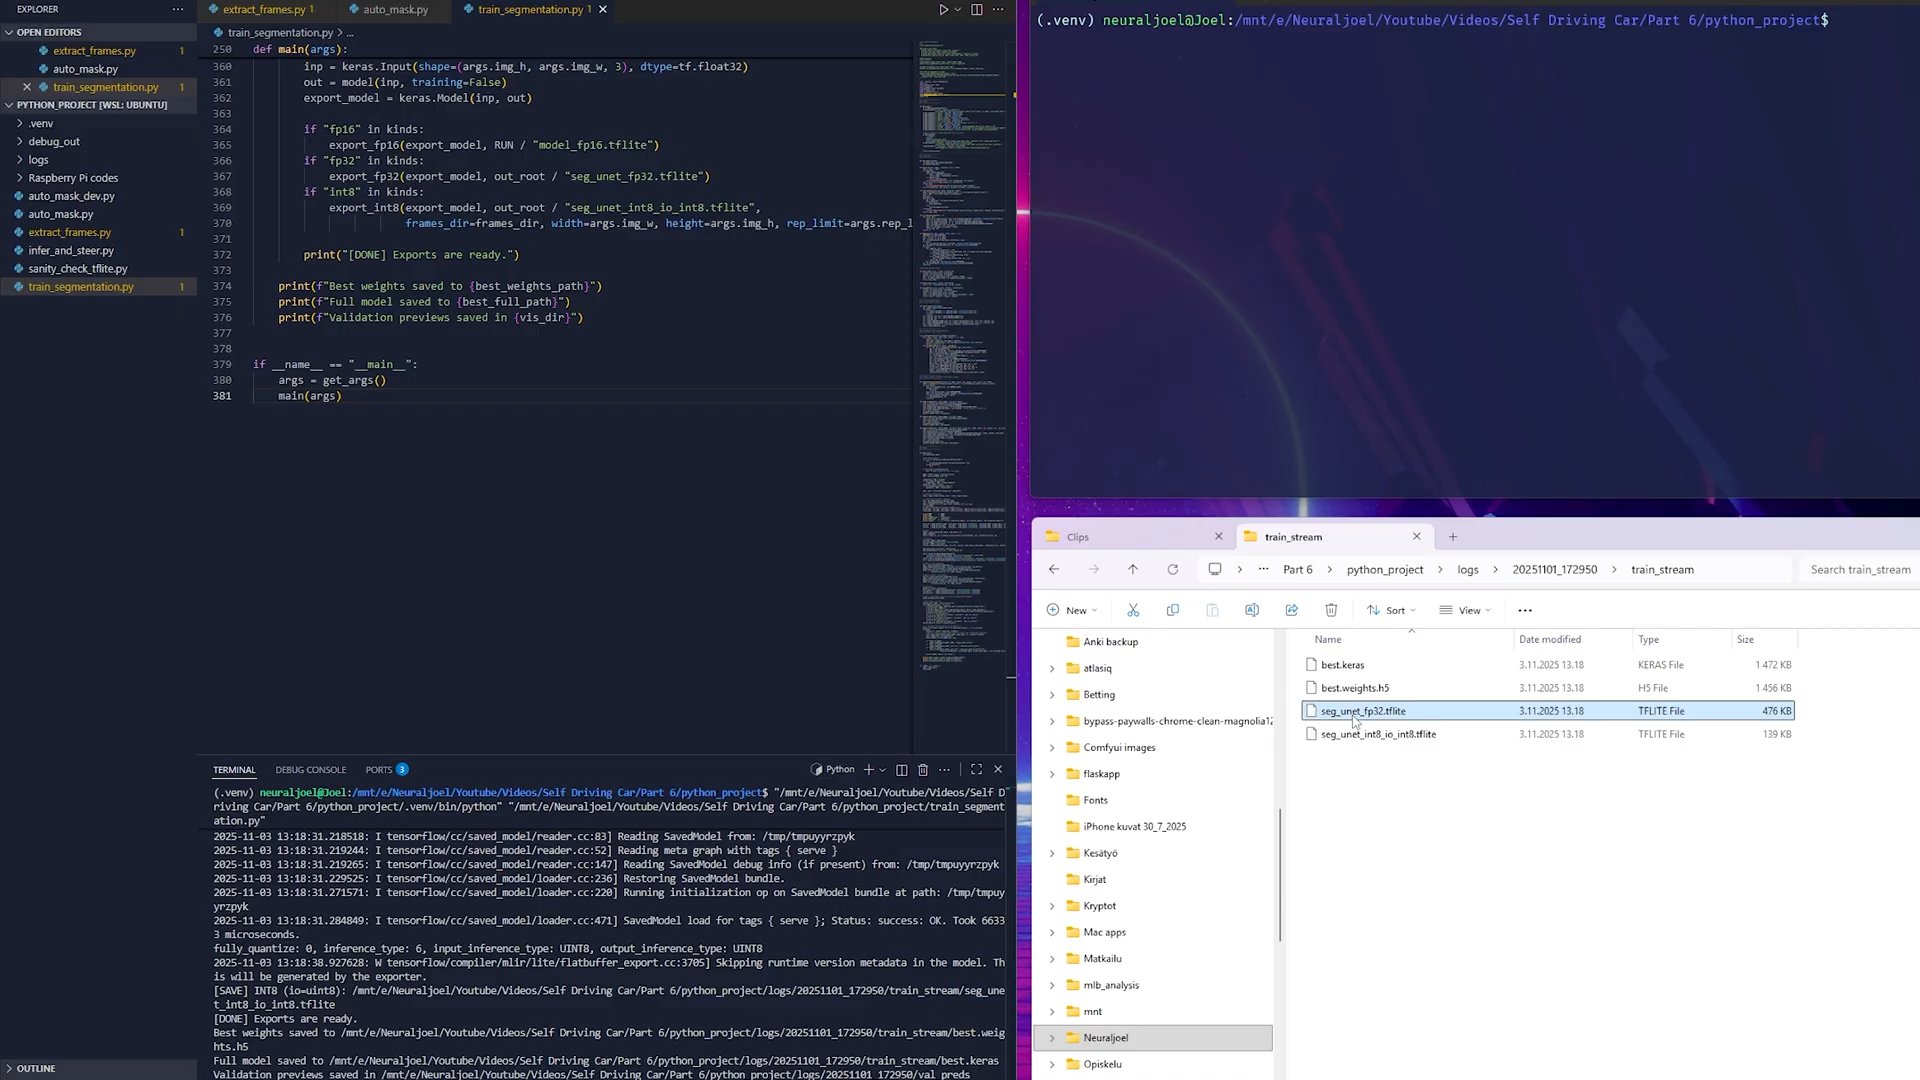 EXPLORER
OPEN EDITORS
extract_frames.py 1
auto_mask.py
train_segmentation.py 1
PYTHON_PROJECT [WSL: UBUNTU]
.venv
debug_out
logs
Raspberry Pi codes
auto_mask_dev.py
auto_mask.py
extract_frames.py 1
infer_and_steer.py
sanity_check_tflite.py
train_segmentation.py 1
OUTLINE
extract_frames.py 1
auto_mask.py
train_segmentation.py 1
train_segmentation.py > ...
250 def main(args):
360 inp = keras.Input(shape=(args.img_h, args.img_w, 3), dtype=tf.float32)
361 out = model(inp, training=False)
362 export_model = keras.Model(inp, out)
363
364 if "fp16" in kinds:
365 export_fp16(export_model, RUN / "model_fp16.tflite")
366 if "fp32" in kinds:
367 export_fp32(export_model, out_root / "seg_unet_fp32.tflite")
368 if "int8" in kinds:
369 export_int8(export_model, out_root / "seg_unet_int8_io_int8.tflite",
370 frames_dir=frames_dir, width=args.img_w, height=args.img_h, rep_limit=args.rep_l
371
372 print("[DONE] Exports are ready.")
373
374 print(f"Best weights saved to {best_weights_path}")
375 print(f"Full model saved to {best_full_path}")
376 print(f"Validation previews saved in {vis_dir}")
377
378
379 if __name__ == "__main__":
380 args = get_args()
381 main(args)
TERMINAL DEBUG CONSOLE PORTS 3
Python
(.venv) neuraljoel@Joel:/mnt/e/Neuraljoel/Youtube/Videos/Self Driving Car/Part 6/python_project$ "/mnt/e/Neuraljoel/Youtube/Videos/Self D
riving Car/Part 6/python_project/.venv/bin/python" "/mnt/e/Neuraljoel/Youtube/Videos/Self Driving Car/Part 6/python_project/train_segment
ation.py"
2025-11-03 13:18:31.218518: I tensorflow/cc/saved_model/reader.cc:83] Reading SavedModel from: /tmp/tmpuyyrzpyk
2025-11-03 13:18:31.219244: I tensorflow/cc/saved_model/reader.cc:52] Reading meta graph with tags { serve }
2025-11-03 13:18:31.219265: I tensorflow/cc/saved_model/reader.cc:147] Reading SavedModel debug info (if present) from: /tmp/tmpuyyrzpyk
2025-11-03 13:18:31.229525: I tensorflow/cc/saved_model/loader.cc:236] Restoring SavedModel bundle.
2025-11-03 13:18:31.271571: I tensorflow/cc/saved_model/loader.cc:220] Running initialization op on SavedModel bundle at path: /tmp/tmpuy
yrzpyk
2025-11-03 13:18:31.284849: I tensorflow/cc/saved_model/loader.cc:471] SavedModel load for tags { serve }; Status: success: OK. Took 6633
3 microseconds.
fully_quantize: 0, inference_type: 6, input_inference_type: UINT8, output_inference_type: UINT8
2025-11-03 13:18:38.927628: W tensorflow/compiler/mlir/lite/flatbuffer_export.cc:3705] Skipping runtime version metadata in the model. Th
is will be generated by the exporter.
[SAVE] INT8 (io=uint8): /mnt/e/Neuraljoel/Youtube/Videos/Self Driving Car/Part 6/python_project/logs/20251101_172950/train_stream/seg_une
t_int8_io_int8.tflite
[DONE] Exports are ready.
Best weights saved to /mnt/e/Neuraljoel/Youtube/Videos/Self Driving Car/Part 6/python_project/logs/20251101_172950/train_stream/best.weig
hts.h5
Full model saved to /mnt/e/Neuraljoel/Youtube/Videos/Self Driving Car/Part 6/python_project/logs/20251101_172950/train_stream/best.keras
Validation previews saved in /mnt/e/Neuraljoel/Youtube/Videos/Self Driving Car/Part 6/python_project/logs/20251101_172950/val_preds
(.venv) neuraljoel@Joel:/mnt/e/Neuraljoel/Youtube/Videos/Self Driving Car/Part 6/python_project$
Clips
train_stream
Part 6 > python_project > logs > 20251101_172950 > train_stream
Search train_stream
New Sort View
Anki backup
atlasiq
Betting
bypass-paywalls-chrome-clean-magnolia12
Comfyui images
flaskapp
Fonts
iPhone kuvat 30_7_2025
Kesätyö
Kirjat
Kryptot
Mac apps
Matkailu
mlb_analysis
mnt
Neuraljoel
Opiskelu
Name Date modified Type Size
best.keras 3.11.2025 13.18 KERAS File 1 472 KB
best.weights.h5 3.11.2025 13.18 H5 File 1 456 KB
seg_unet_fp32.tflite 3.11.2025 13.18 TFLITE File 476 KB
seg_unet_int8_io_int8.tflite 3.11.2025 13.18 TFLITE File 139 KB